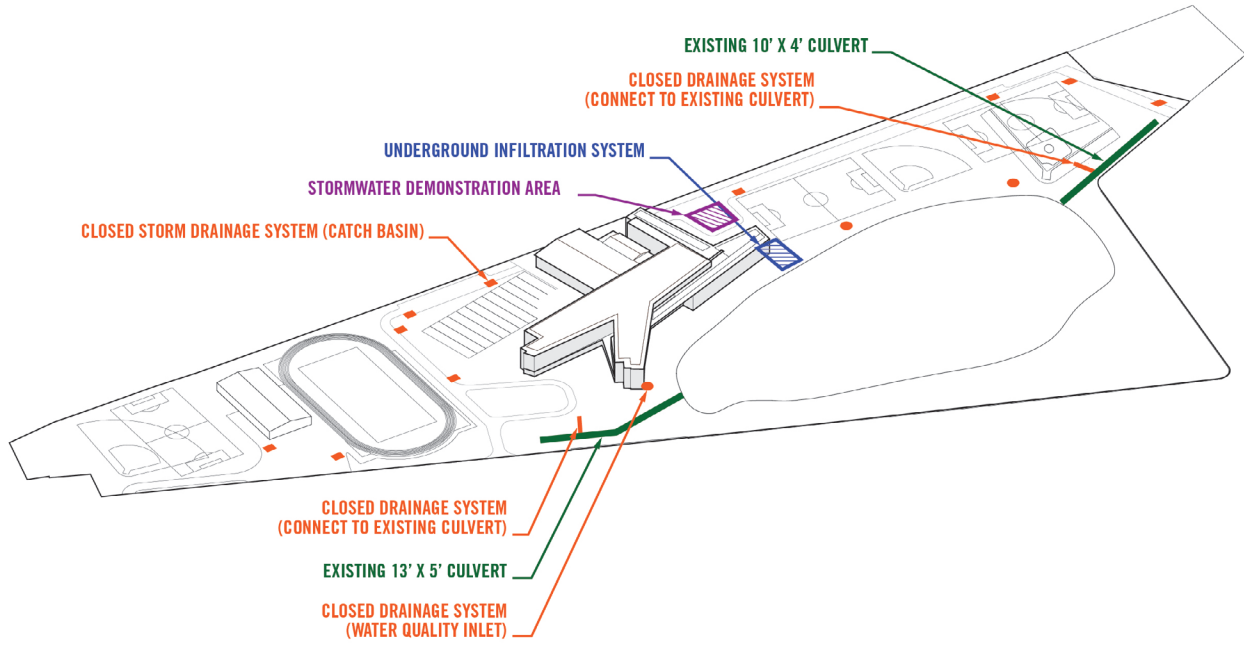 EXISTING 10’ X 4’ CULVERT
CLOSED DRAINAGE SYSTEM
(CONNECT TO EXISTING CULVERT)
UNDERGROUND INFILTRATION SYSTEM
STORMWATER DEMONSTRATION AREA
CLOSED STORM DRAINAGE SYSTEM (CATCH BASIN)
CLOSED DRAINAGE SYSTEM
(CONNECT TO EXISTING CULVERT)
EXISTING 13’ X 5’ CULVERT
CLOSED DRAINAGE SYSTEM
(WATER QUALITY INLET)